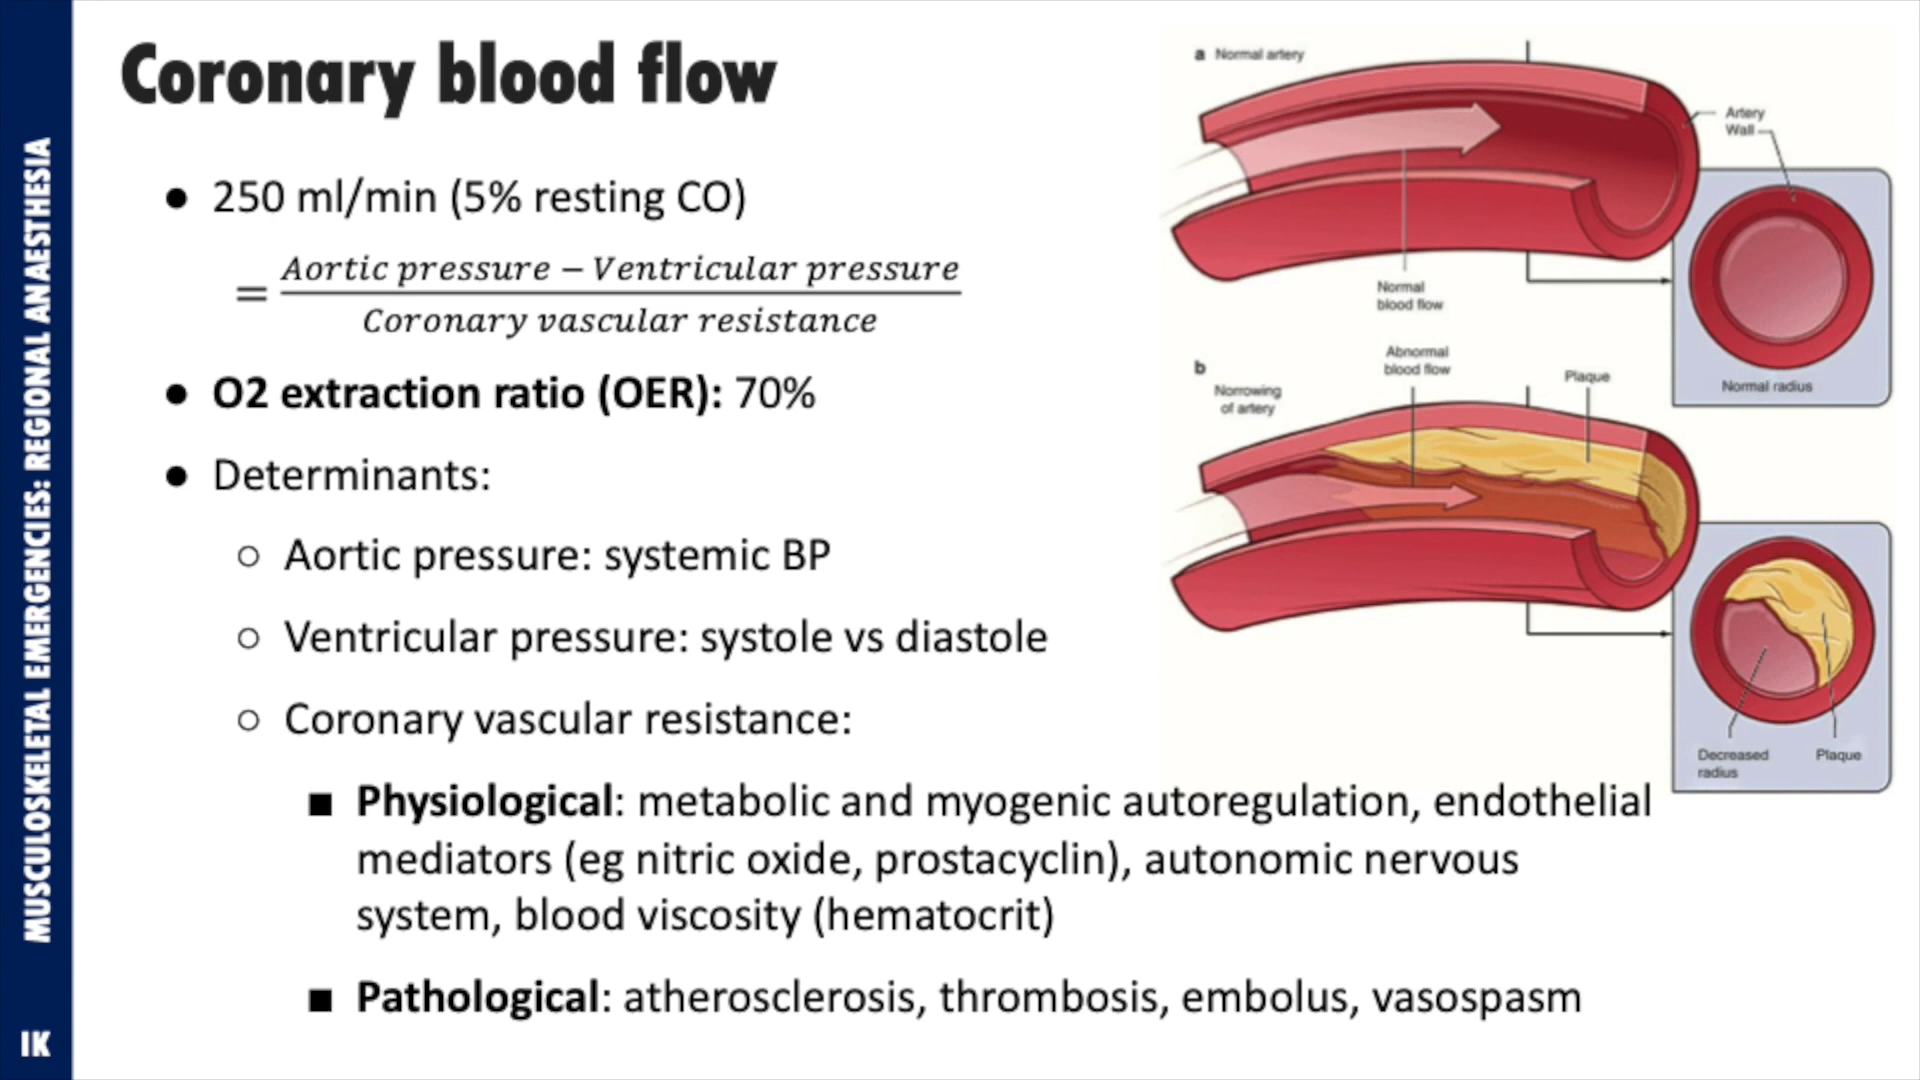 Coronary blood flow
● 250 ml/min (5% resting CO)
= Aortic pressure − Ventricular pressure
Coronary vascular resistance
● O2 extraction ratio (OER): 70%
● Determinants:
○ Aortic pressure: systemic BP
○ Ventricular pressure: systole vs diastole
○ Coronary vascular resistance:
■ Physiological: metabolic and myogenic autoregulation, endothelial
mediators (eg nitric oxide, prostacyclin), autonomic nervous
system, blood viscosity (hematocrit)
■ Pathological: atherosclerosis, thrombosis, embolus, vasospasm
a Normal artery
Artery
Wall
Normal
blood flow
Normal radius
b
Norrowing
of artery
Abnormal
blood flow
Plaque
Decreased
radius
Plaque
MUSCULOSKELETAL EMERGENCIES: REGIONAL ANAESTHESIA
IK